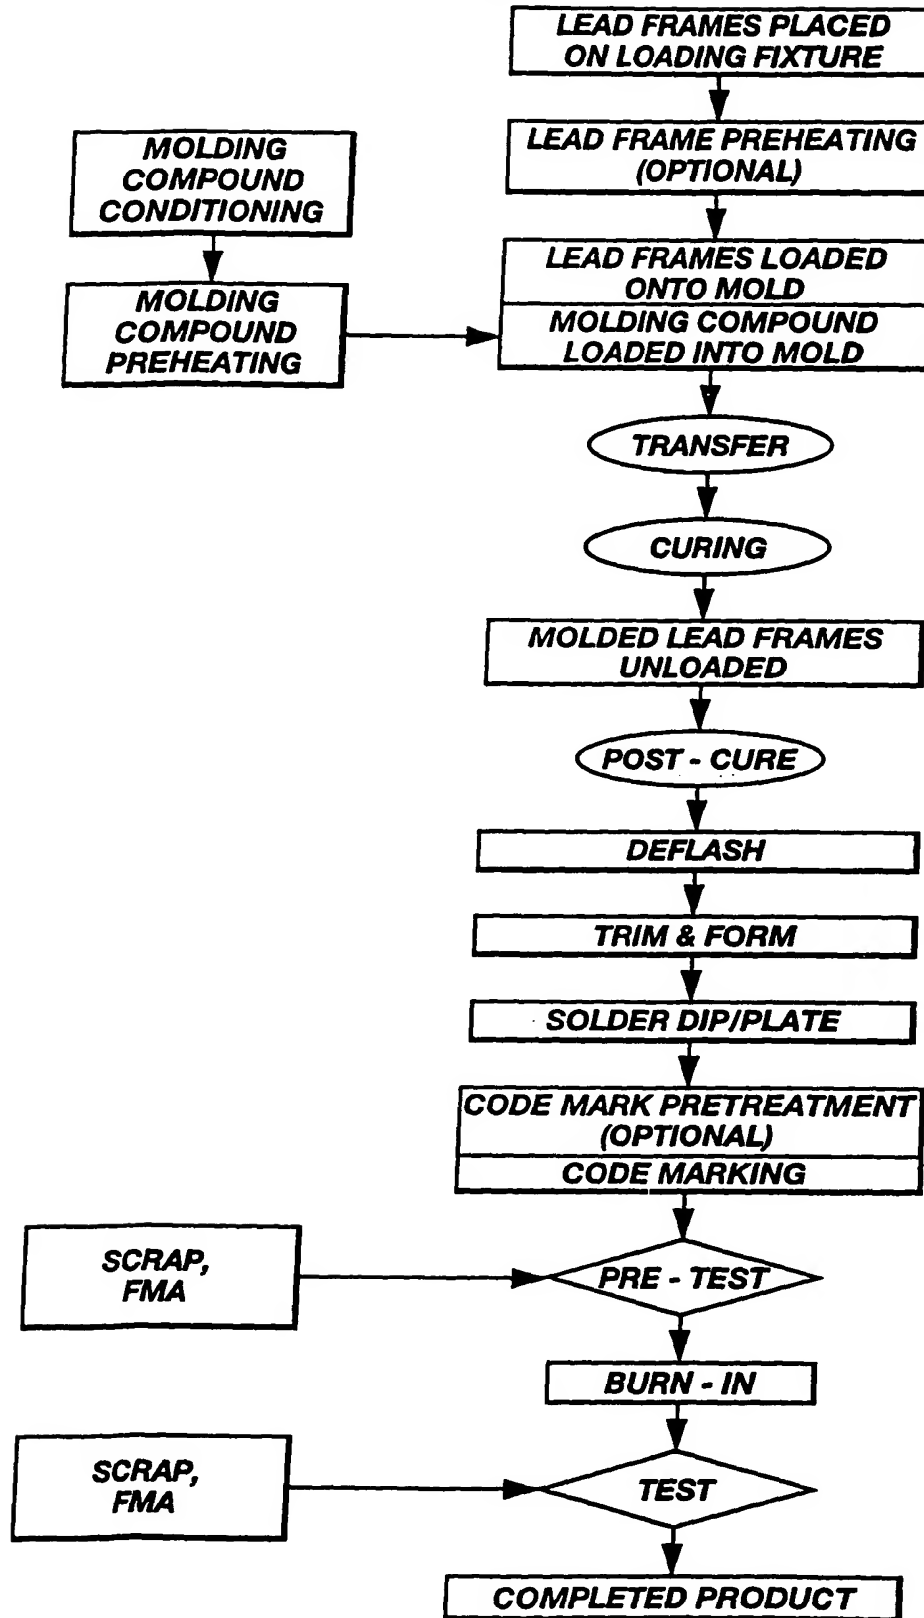 LEAD FRAMES PLACED
ON LOADING FIXTURE
LEAD FRAME PREHEATING
(OPTIONAL)
MOLDING
COMPOUND
CONDITIONING
LEAD FRAMES LOADED
ONTO MOLD
MOLDING
COMPOUND
PREHEATING
MOLDING COMPOUND
LOADED INTO MOLD
TRANSFER
CURING
MOLDED LEAD FRAMES
UNLOADED
POST - CURE
DEFLASH
TRIM & FORM
SOLDER DIP/PLATE
CODE MARK PRETREATMENT
(OPTIONAL)
CODE MARKING
SCRAP,
FMA
PRE - TEST
BURN - IN
SCRAP,
FMA
TEST
COMPLETED PRODUCT